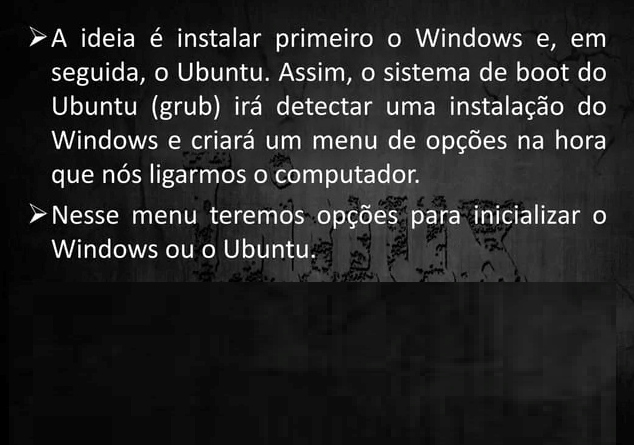 ➢A ideia é instalar primeiro o Windows e, em
seguida, o Ubuntu. Assim, o sistema de boot do
Ubuntu (grub) irá detectar uma instalação do
Windows e criará um menu de opções na hora
que nós ligarmos o computador.
➢Nesse menu teremos opções para inicializar o
Windows ou o Ubuntu.